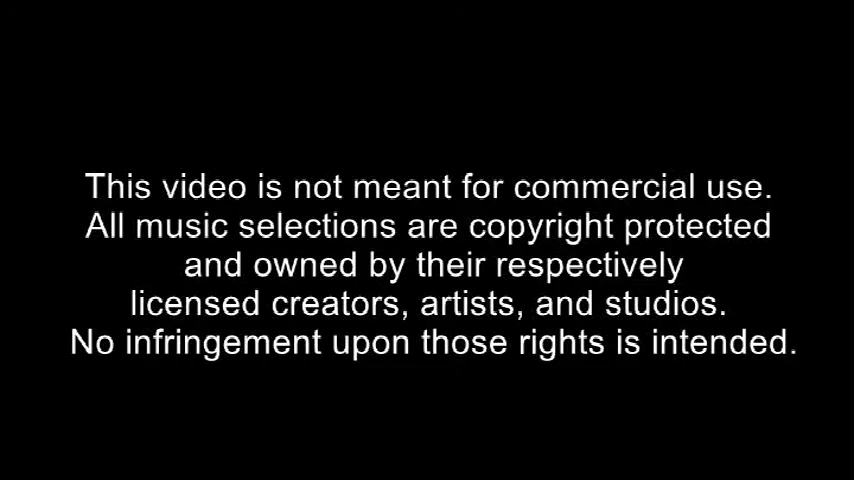 This video is not meant for commercial use.
All music selections are copyright protected
and owned by their respectively
licensed creators, artists, and studios.
No infringement upon those rights is intended.